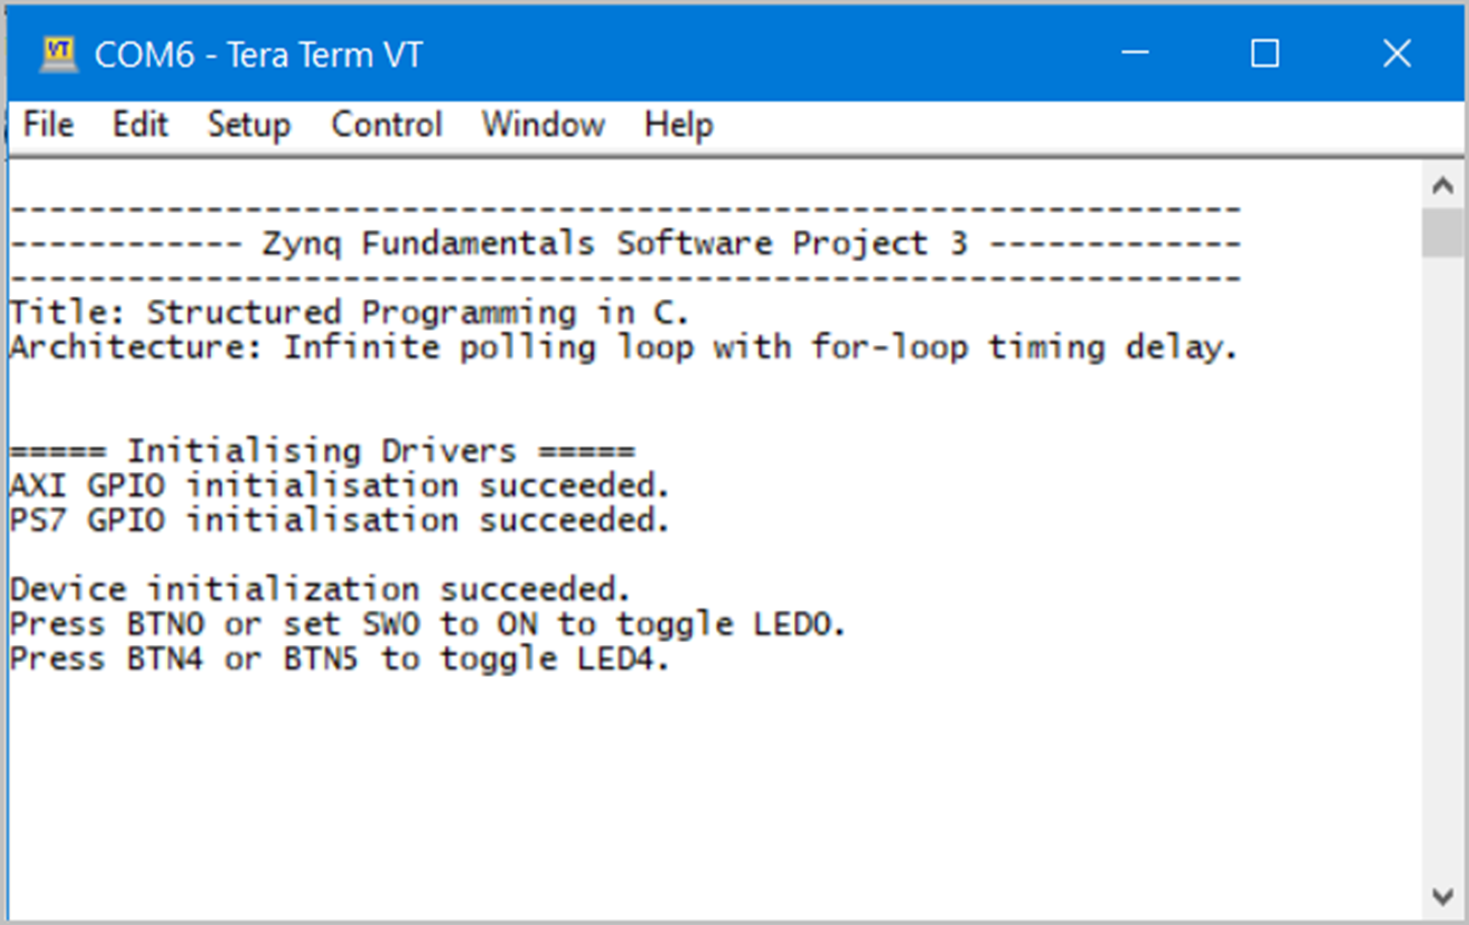 COM6 - Tera Term VT
File Edit Setup Control Window Help
---------------------------------------------------------------
------------ Zynq Fundamentals Software Project 3 -------------
---------------------------------------------------------------
Title: Structured Programming in C.
Architecture: Infinite polling loop with for-loop timing delay.
===== Initialising Drivers =====
AXI GPIO initialisation succeeded.
PS7 GPIO initialisation succeeded.
Device initialization succeeded.
Press BTN0 or set SW0 to ON to toggle LED0.
Press BTN4 or BTN5 to toggle LED4.